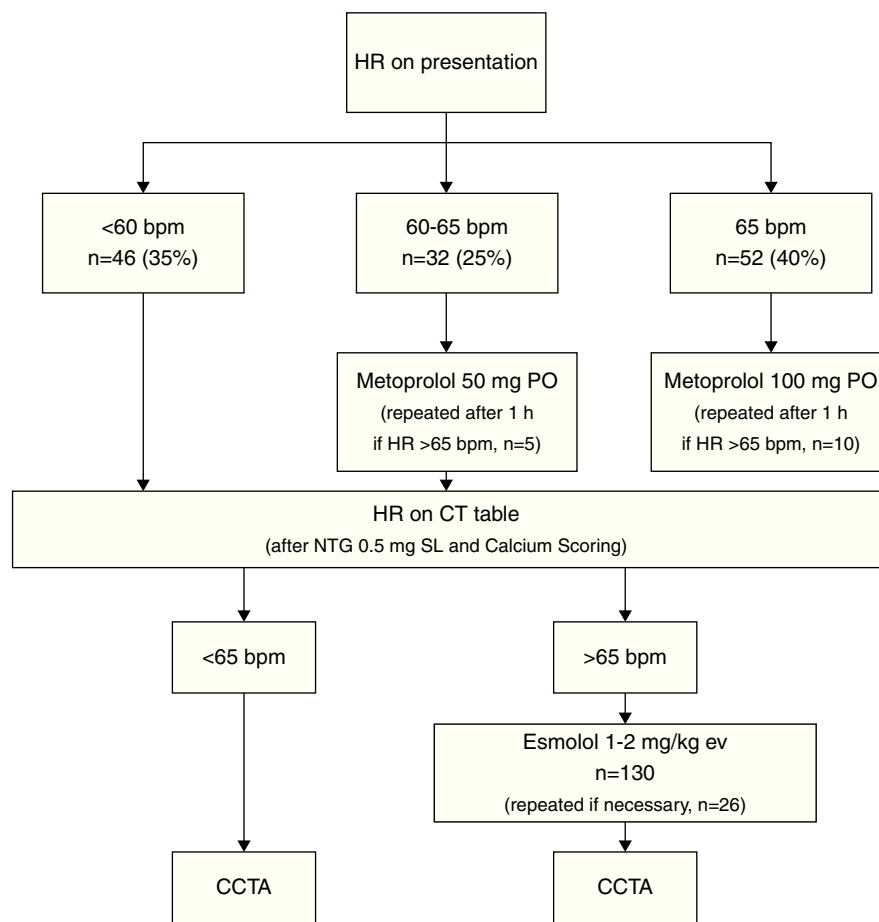 HR on presentation
<60 bpm
n=46 (35%)
60-65 bpm
n=32 (25%)
65 bpm
n=52 (40%)
Metoprolol 50 mg PO
(repeated after 1 h
if HR >65 bpm, n=5)
Metoprolol 100 mg PO
(repeated after 1 h
if HR >65 bpm, n=10)
HR on CT table
(after NTG 0.5 mg SL and Calcium Scoring)
<65 bpm
>65 bpm
Esmolol 1-2 mg/kg ev
n=130
(repeated if necessary, n=26)
CCTA
CCTA